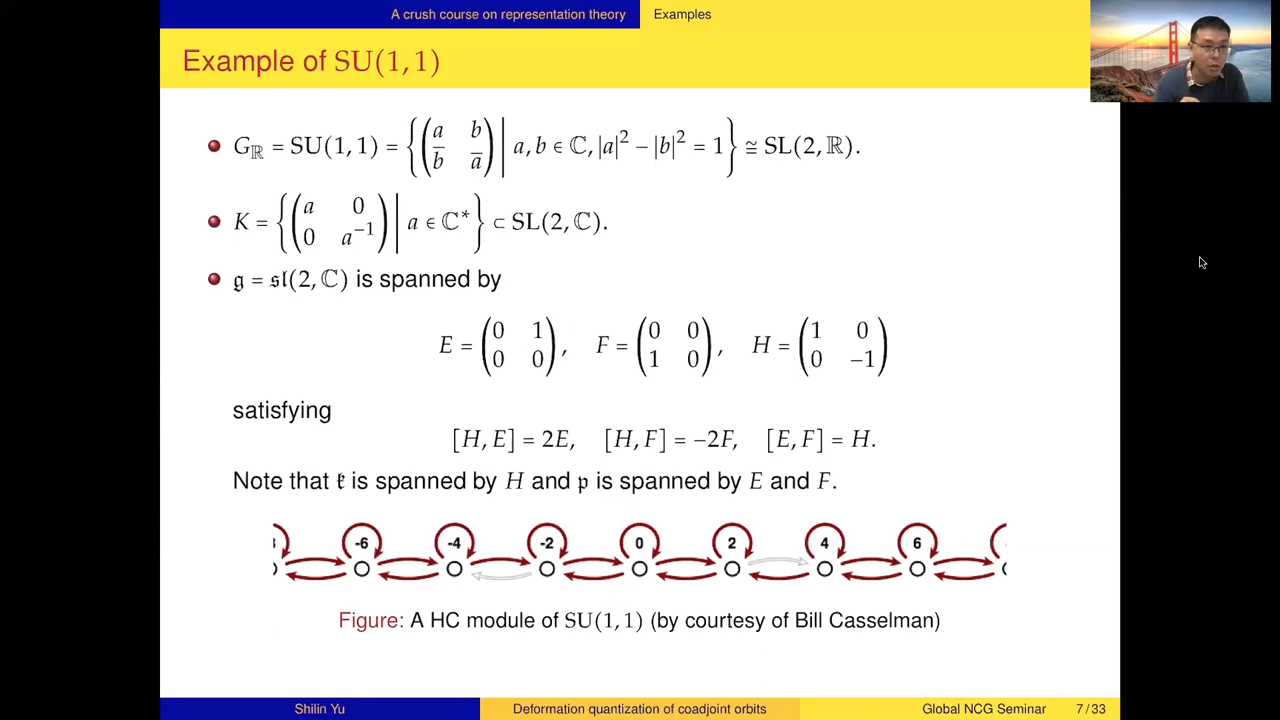 A crush course on representation theory Examples
Example of SU(1,1)
G_ℝ = SU(1,1) = { ( a b ; b̅ a̅ ) | a, b ∈ ℂ, |a|² − |b|² = 1 } ≅ SL(2,ℝ).
K = { ( a 0 ; 0 a⁻¹ ) | a ∈ ℂ* } ⊂ SL(2,ℂ).
𝔤 = 𝔰𝔩(2,ℂ) is spanned by
E = ( 0 1 ; 0 0 ), F = ( 0 0 ; 1 0 ), H = ( 1 0 ; 0 −1 )
satisfying
[H,E] = 2E, [H,F] = −2F, [E,F] = H.
Note that 𝔨 is spanned by H and 𝔭 is spanned by E and F.
-6 -4 -2 0 2 4 6
Figure: A HC module of SU(1,1) (by courtesy of Bill Casselman)
Shilin Yu Deformation quantization of coadjoint orbits Global NCG Seminar 7 / 33